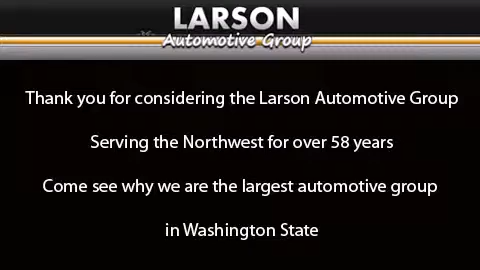 LARSON
Automotive Group
Thank you for considering the Larson Automotive Group
Serving the Northwest for over 58 years
Come see why we are the largest automotive group
in Washington State